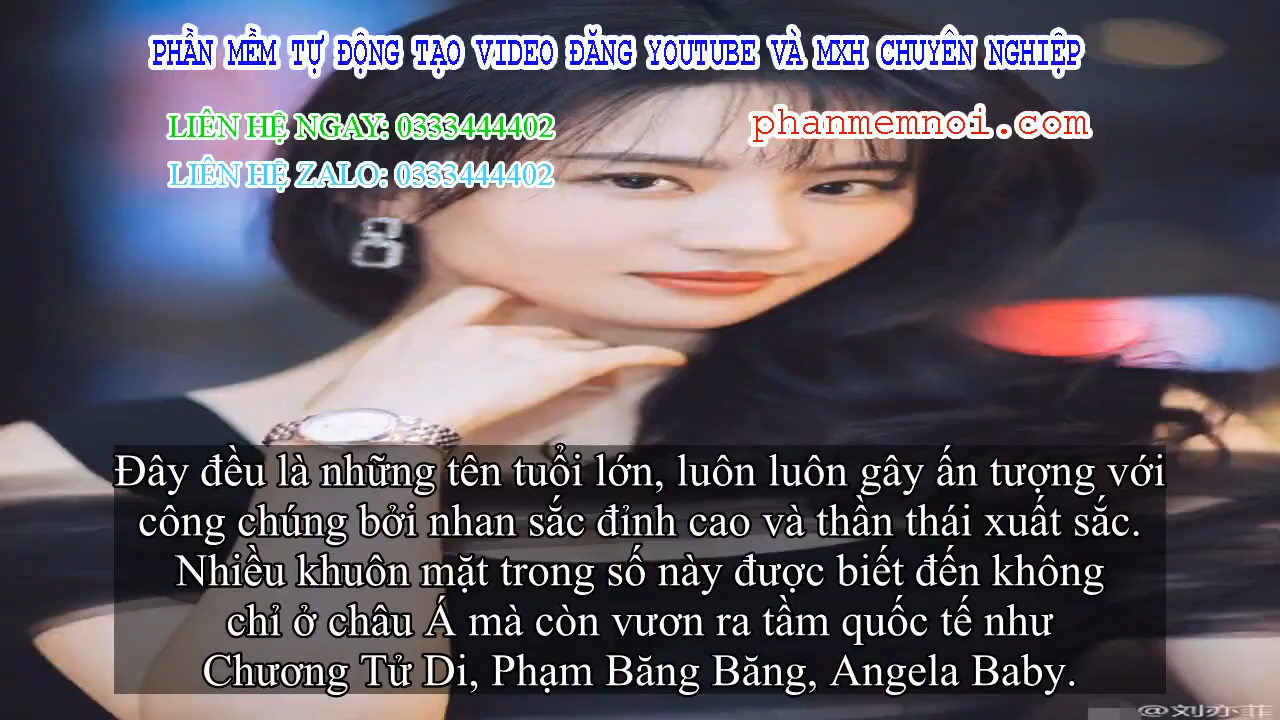 PHẦN MỀM TỰ ĐỘNG TẠO VIDEO ĐĂNG YOUTUBE VÀ MXH CHUYÊN NGHIỆP
LIÊN HỆ NGAY: 0333444402
phanmemnoi.com
LIÊN HỆ ZALO: 0333444402
Đây đều là những tên tuổi lớn, luôn luôn gây ấn tượng với
công chúng bởi nhan sắc đỉnh cao và thần thái xuất sắc.
Nhiều khuôn mặt trong số này được biết đến không
chỉ ở châu Á mà còn vươn ra tầm quốc tế như
Chương Tử Di, Phạm Băng Băng, Angela Baby.
@刘亦菲